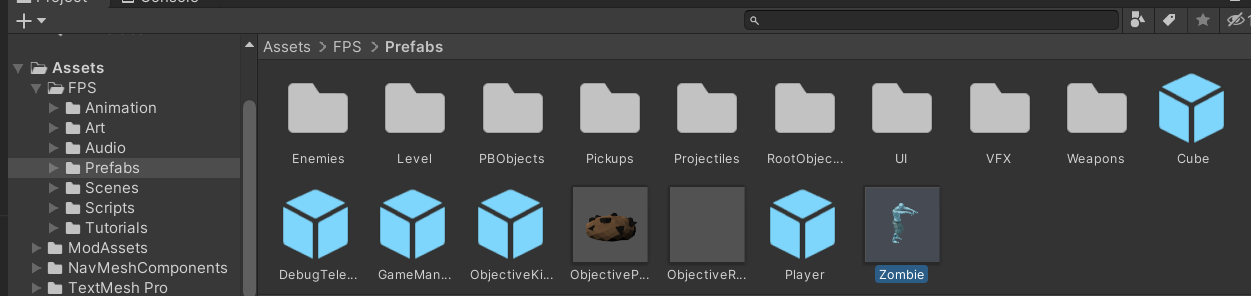 Project
Console
Assets > FPS > Prefabs
Assets
FPS
Animation
Art
Audio
Prefabs
Scenes
Scripts
Tutorials
ModAssets
NavMeshComponents
TextMesh Pro
Enemies Level PBObjects Pickups Projectiles RootObjec... UI VFX Weapons Cube
DebugTele... GameMan... ObjectiveKi... ObjectiveP... ObjectiveR... Player Zombie